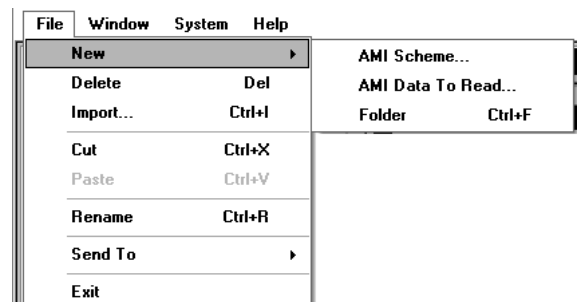 File Window System Help
New AMI Scheme...
Delete Del AMI Data To Read...
Import... Ctrl+I Folder Ctrl+F
Cut Ctrl+X
Paste Ctrl+V
Rename Ctrl+R
Send To
Exit